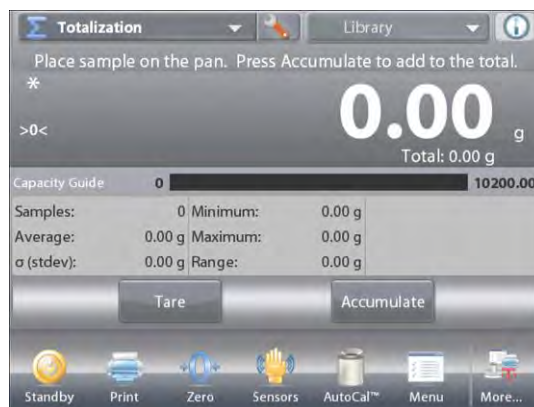 Totalization Library
Place sample on the pan. Press Accumulate to add to the total.
*
>0<
0.00 g
Total: 0.00 g
Capacity Guide 0 10200.00
Samples: 0 Minimum: 0.00 g
Average: 0.00 g Maximum: 0.00 g
σ (stdev): 0.00 g Range: 0.00 g
Tare Accumulate
Standby Print Zero Sensors AutoCal™ Menu More...